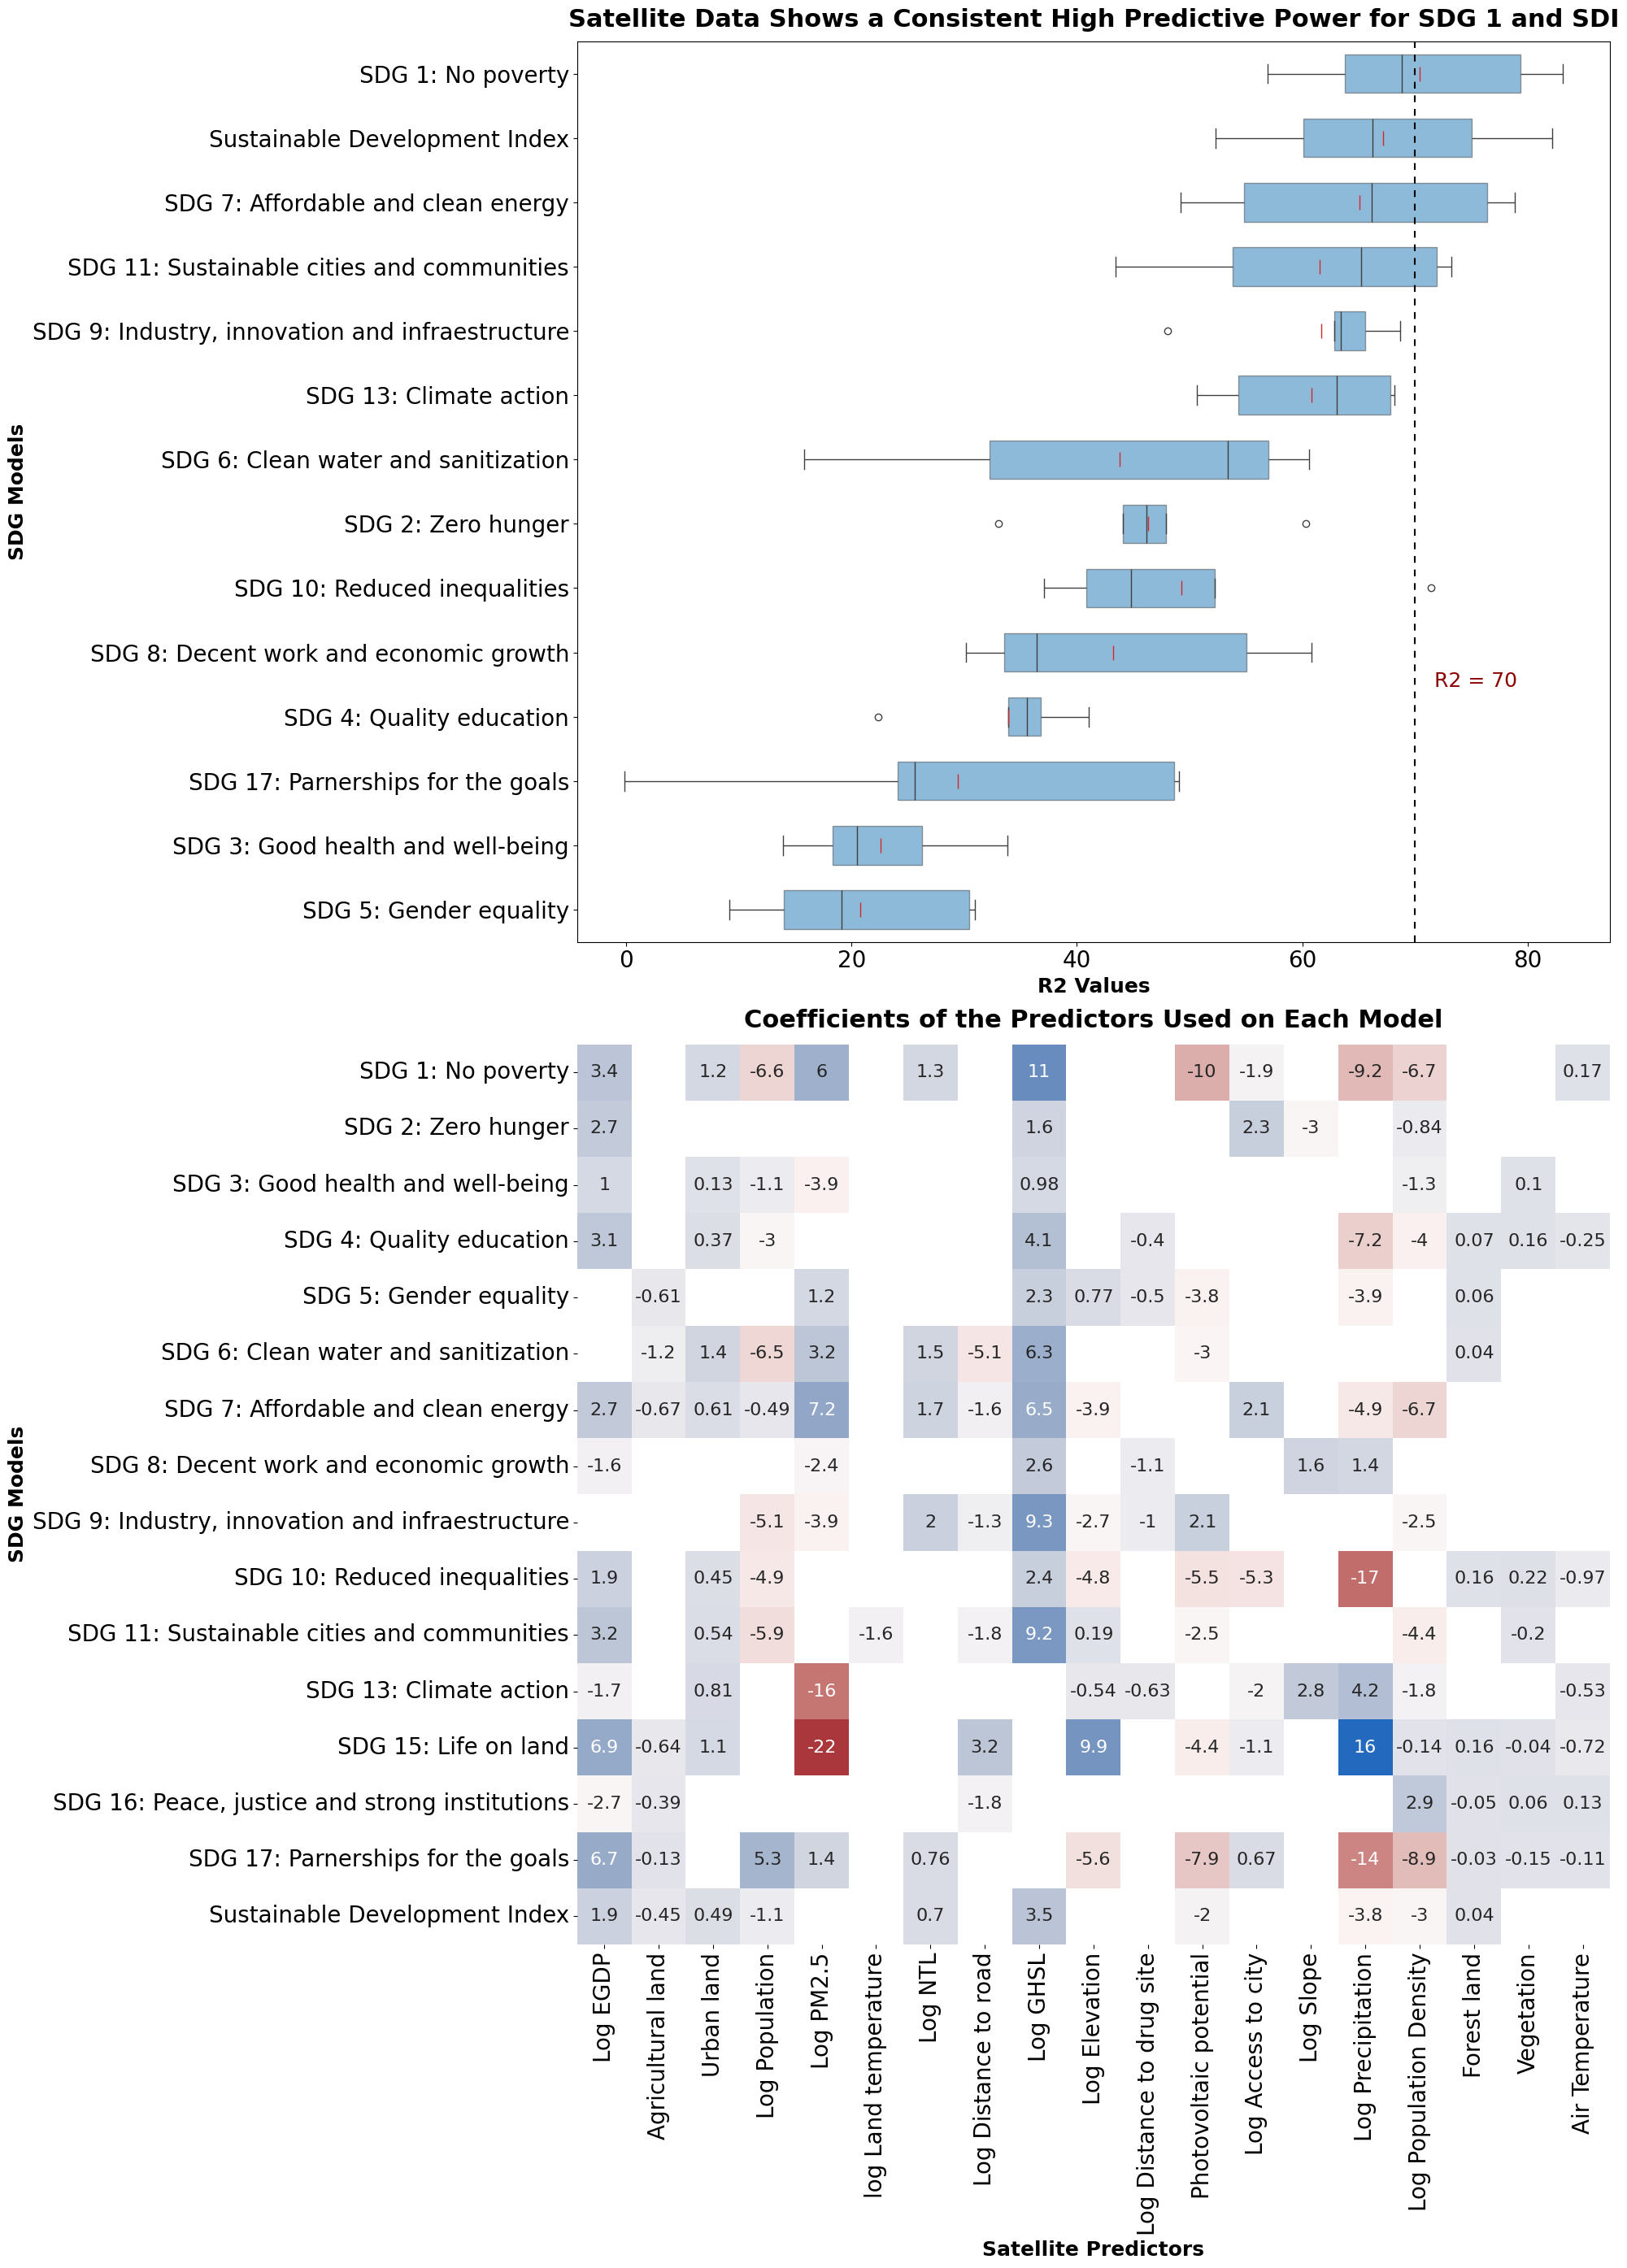 Satellite Data Shows a Consistent High Predictive Power for SDG 1 and SDI
SDG Models
SDG 1: No poverty
Sustainable Development Index
SDG 7: Affordable and clean energy
SDG 11: Sustainable cities and communities
SDG 9: Industry, innovation and infraestructure
SDG 13: Climate action
SDG 6: Clean water and sanitization
SDG 2: Zero hunger
SDG 10: Reduced inequalities
SDG 8: Decent work and economic growth
R2 = 70
SDG 4: Quality education
SDG 17: Parnerships for the goals
SDG 3: Good health and well-being
SDG 5: Gender equality
0 20 40 60 80
R2 Values
Coefficients of the Predictors Used on Each Model
SDG Models
SDG 1: No poverty 3.4 1.2 -6.6 6 1.3 11 -10 -1.9 -9.2 -6.7 0.17
SDG 2: Zero hunger 2.7 1.6 2.3 -3 -0.84
SDG 3: Good health and well-being 1 0.13 -1.1 -3.9 0.98 -1.3 0.1
SDG 4: Quality education 3.1 0.37 -3 4.1 -0.4 -7.2 -4 0.07 0.16 -0.25
SDG 5: Gender equality -0.61 1.2 2.3 0.77 -0.5 -3.8 -3.9 0.06
SDG 6: Clean water and sanitization -1.2 1.4 -6.5 3.2 1.5 -5.1 6.3 -3 0.04
SDG 7: Affordable and clean energy 2.7 -0.67 0.61 -0.49 7.2 1.7 -1.6 6.5 -3.9 2.1 -4.9 -6.7
SDG 8: Decent work and economic growth -1.6 -2.4 2.6 -1.1 1.6 1.4
SDG 9: Industry, innovation and infraestructure -5.1 -3.9 2 -1.3 9.3 -2.7 -1 2.1 -2.5
SDG 10: Reduced inequalities 1.9 0.45 -4.9 2.4 -4.8 -5.5 -5.3 -17 0.16 0.22 -0.97
SDG 11: Sustainable cities and communities 3.2 0.54 -5.9 -1.6 -1.8 9.2 0.19 -2.5 -4.4 -0.2
SDG 13: Climate action -1.7 0.81 -16 -0.54 -0.63 -2 2.8 4.2 -1.8 -0.53
SDG 15: Life on land 6.9 -0.64 1.1 -22 3.2 9.9 -4.4 -1.1 16 -0.14 0.16 -0.04 -0.72
SDG 16: Peace, justice and strong institutions -2.7 -0.39 -1.8 2.9 -0.05 0.06 0.13
SDG 17: Parnerships for the goals 6.7 -0.13 5.3 1.4 0.76 -5.6 -7.9 0.67 -14 -8.9 -0.03 -0.15 -0.11
Sustainable Development Index 1.9 -0.45 0.49 -1.1 0.7 3.5 -2 -3.8 -3 0.04
Log EGDP
Agricultural land
Urban land
Log Population
Log PM2.5
log Land temperature
Log NTL
Log Distance to road
Log GHSL
Log Elevation
Log Distance to drug site
Photovoltaic potential
Log Access to city
Log Slope
Log Precipitation
Log Population Density
Forest land
Vegetation
Air Temperature
Satellite Predictors